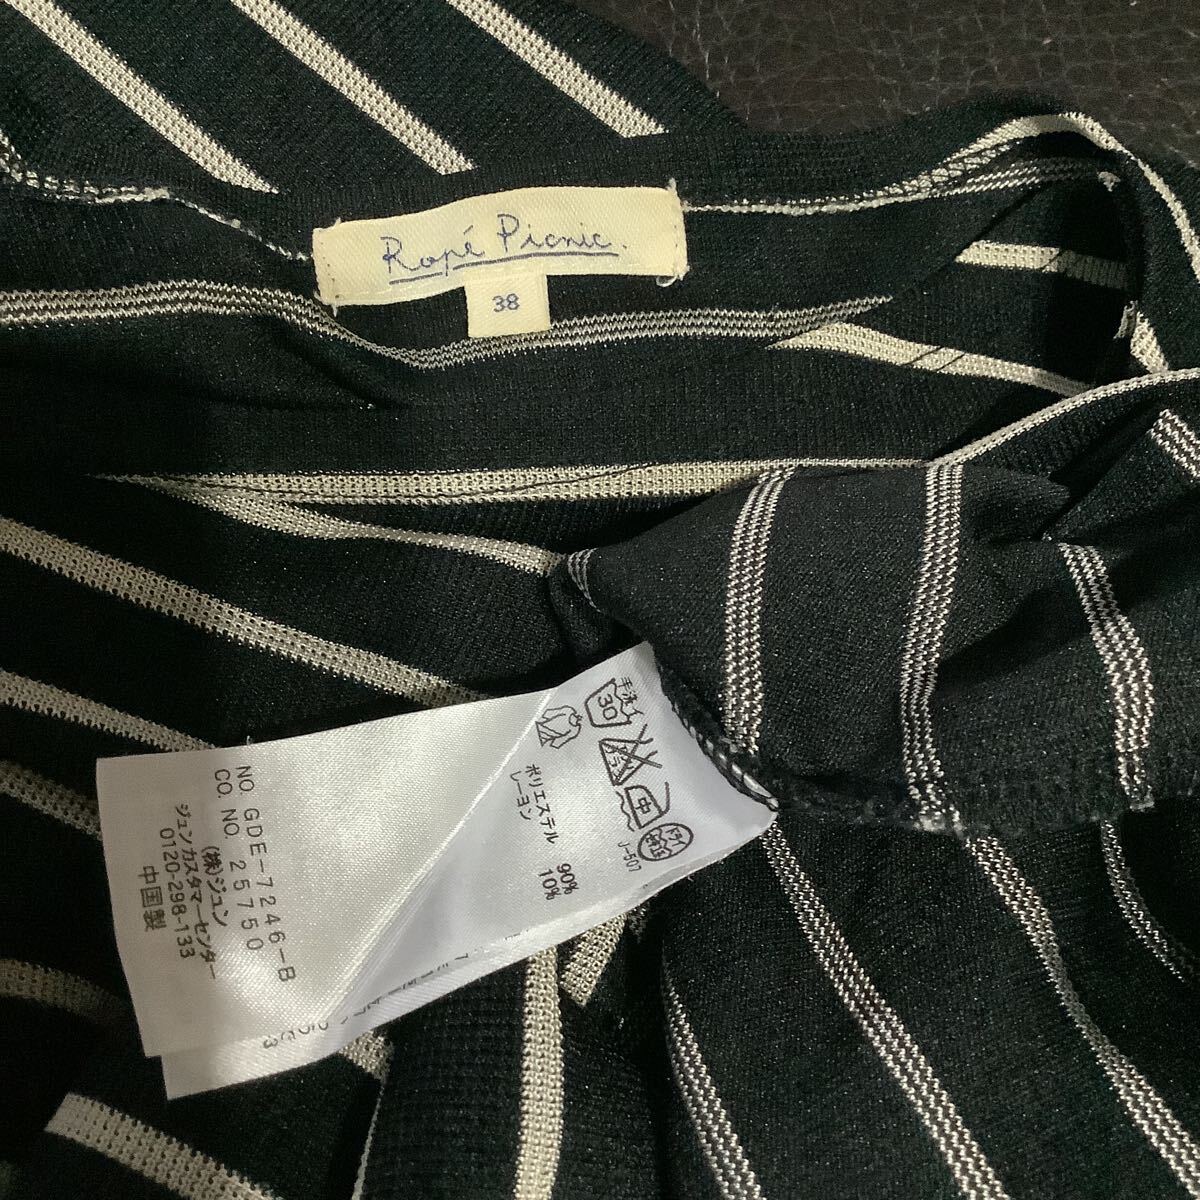 Ropé Picnic.
38
手洗イ
30
中
J-507
ポリエステル 90%
レーヨン 10%
NO. GDE-7246-B
CO. NO. 25750
(株)ジュン
ジュンカスタマーセンター
0120-298-133
中国製